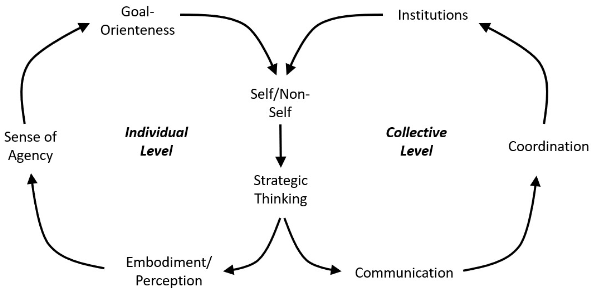 Goal-
Orienteness
Institutions
Self/Non-
Self
Sense of
Agency
Individual
Level
Collective
Level
Coordination
Strategic
Thinking
Embodiment/
Perception
Communication